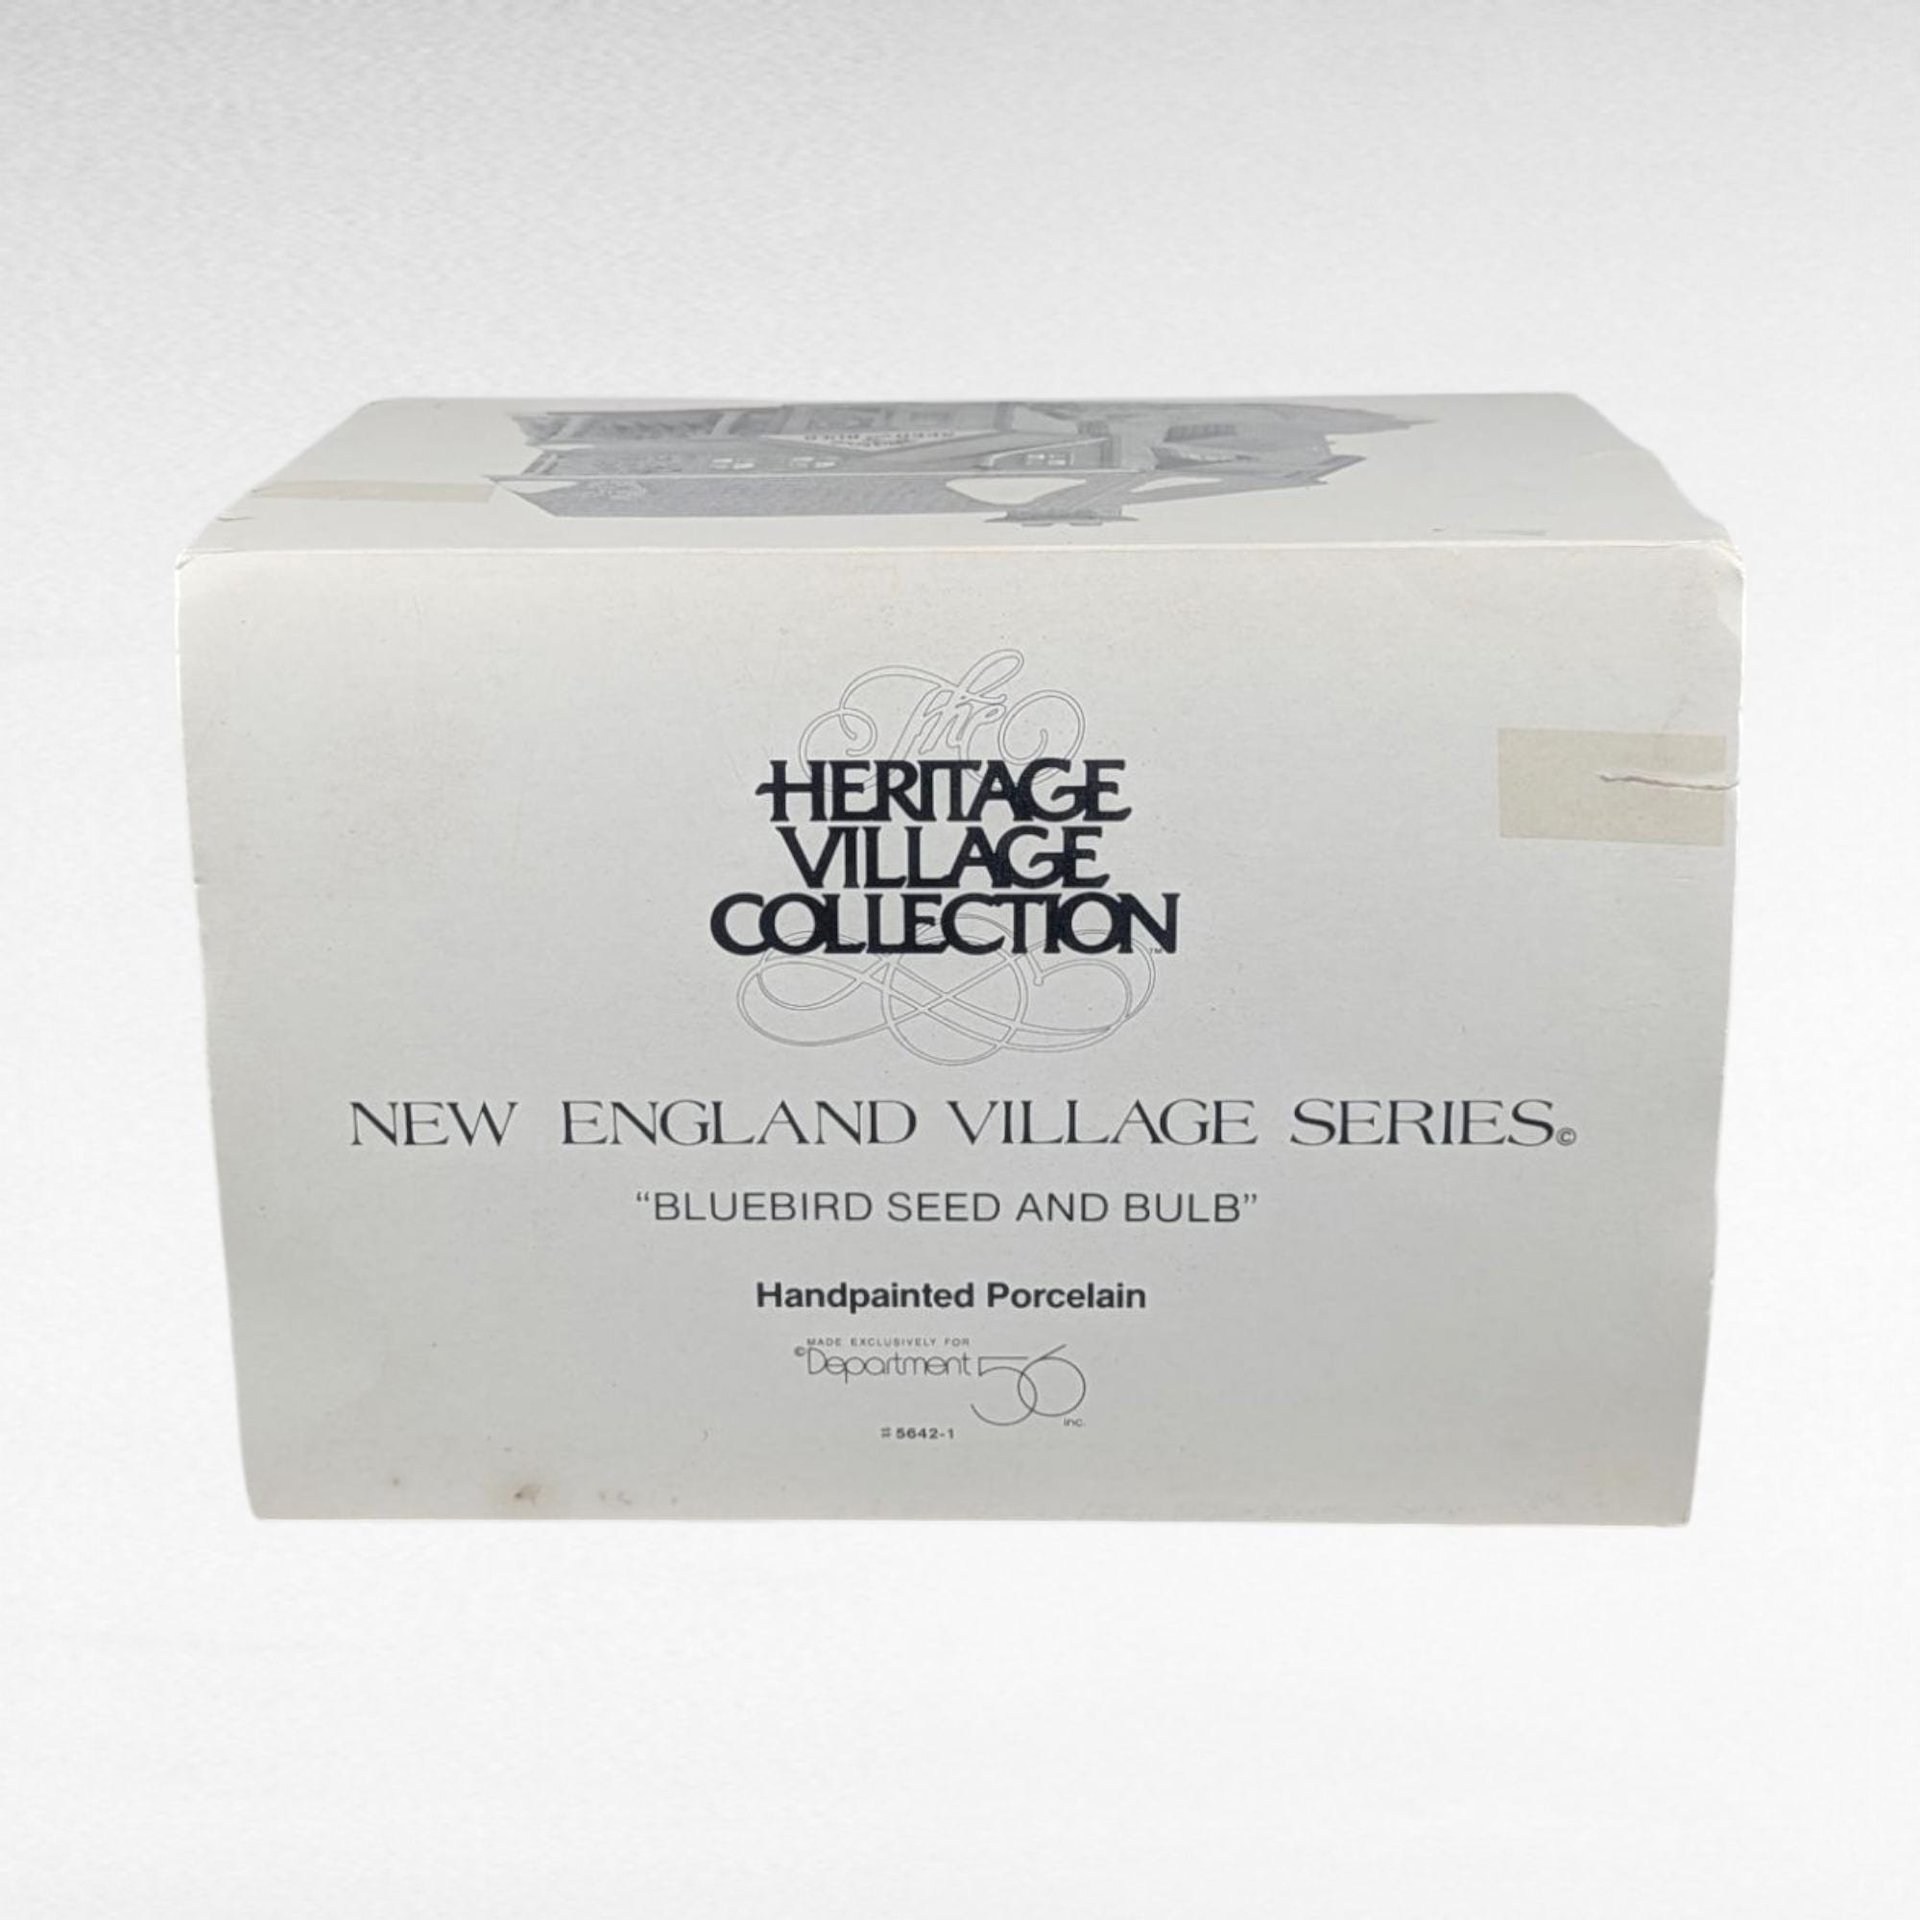 The
HERITAGE
VILLAGE
COLLECTION™
NEW ENGLAND VILLAGE SERIES©
“BLUEBIRD SEED AND BULB”
Handpainted Porcelain
MADE EXCLUSIVELY FOR
©Department 56
inc.
#5642-1